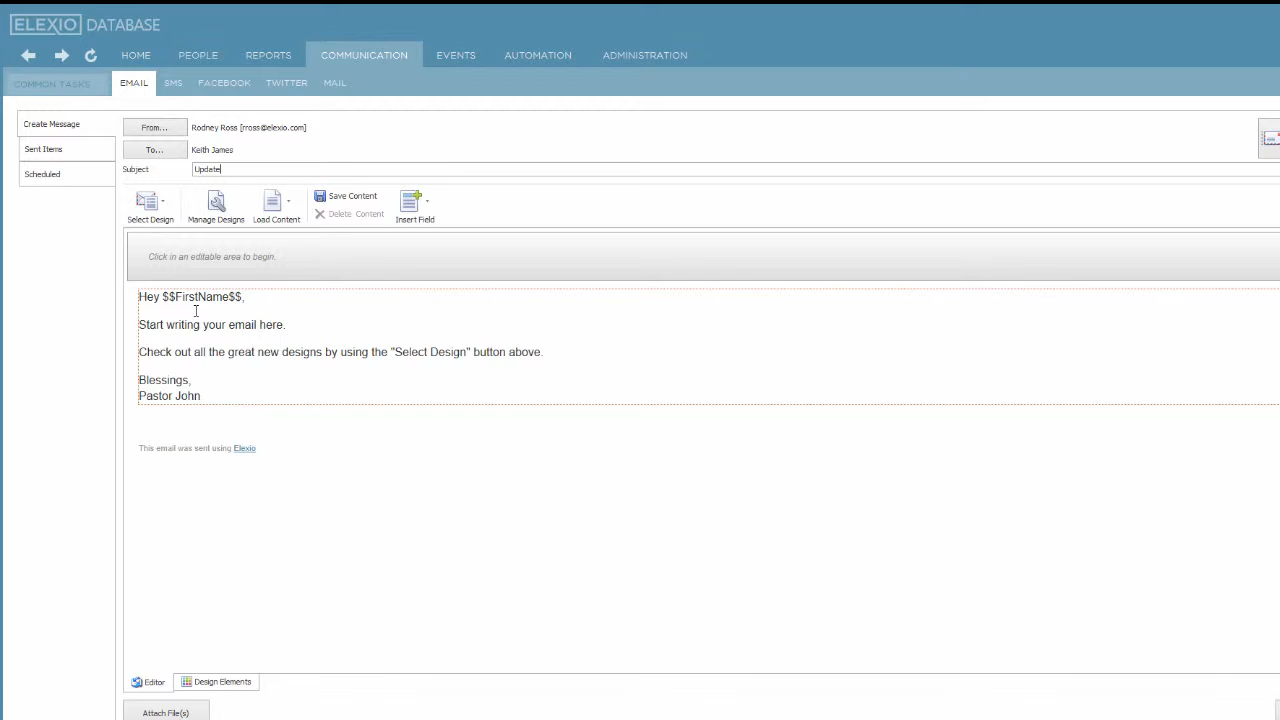 ELEXIO DATABASE
HOME PEOPLE REPORTS COMMUNICATION EVENTS AUTOMATION ADMINISTRATION
COMMON TASKS EMAIL SMS FACEBOOK TWITTER MAIL
Create Message
Sent Items
Scheduled
From... Rodney Ross [rross@elexio.com]
To... Keith James
Subject Update
Select Design Manage Designs Load Content Save Content Delete Content Insert Field
Click in an editable area to begin.
Hey $$FirstName$$,
Start writing your email here.
Check out all the great new designs by using the "Select Design" button above.
Blessings,
Pastor John
This email was sent using Elexio
Editor Design Elements
Attach File(s)